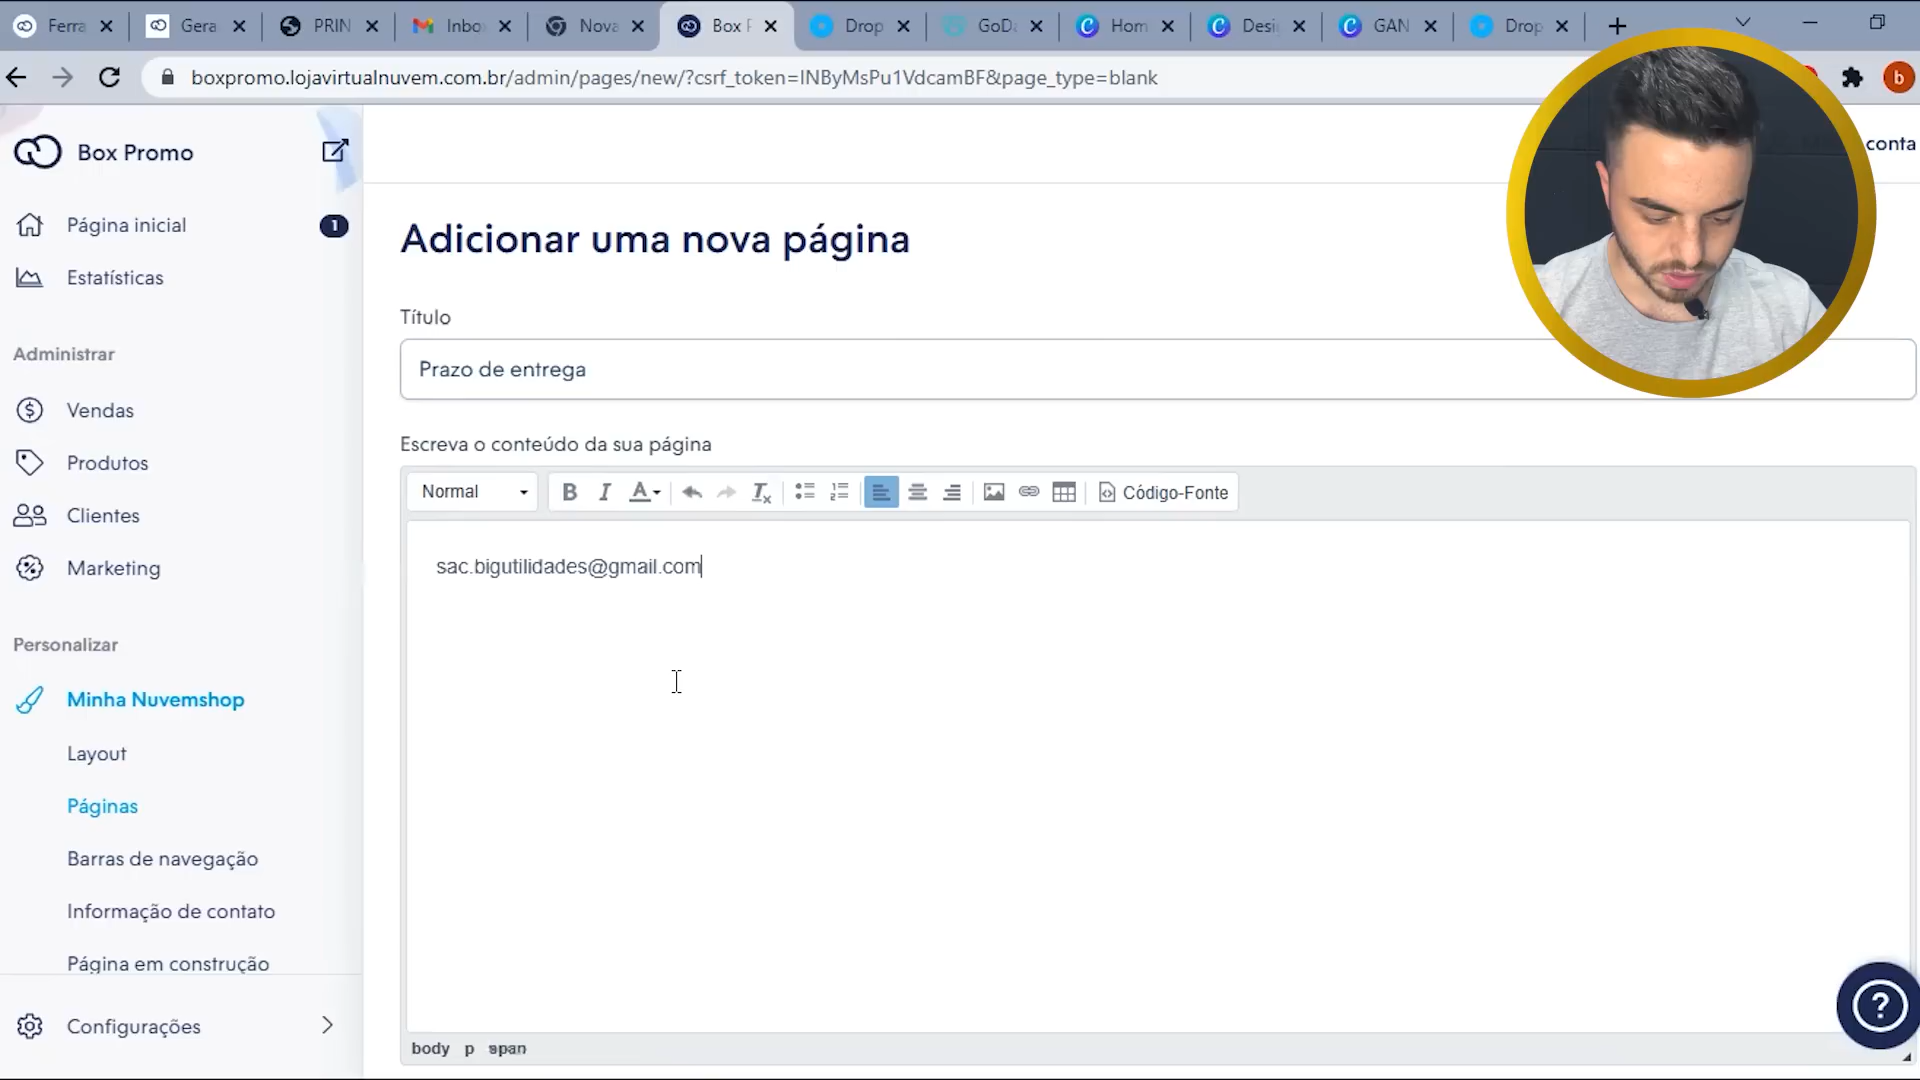 Ferra
Gera
PRIN
Inbo
Nova
Box F
Drop
GoDa
Hom
Desi
GAN
Drop
boxpromo.lojavirtualnuvem.com.br/admin/pages/new/?csrf_token=lNByMsPu1VdcamBF&page_type=blank
b
Box Promo
conta
Página inicial
1
Estatísticas
Administrar
Vendas
Produtos
Clientes
Marketing
Personalizar
Minha Nuvemshop
Layout
Páginas
Barras de navegação
Informação de contato
Página em construção
Configurações
Adicionar uma nova página
Título
Prazo de entrega
Escreva o conteúdo da sua página
Normal
Código-Fonte
sac.bigutilidades@gmail.com
body p span